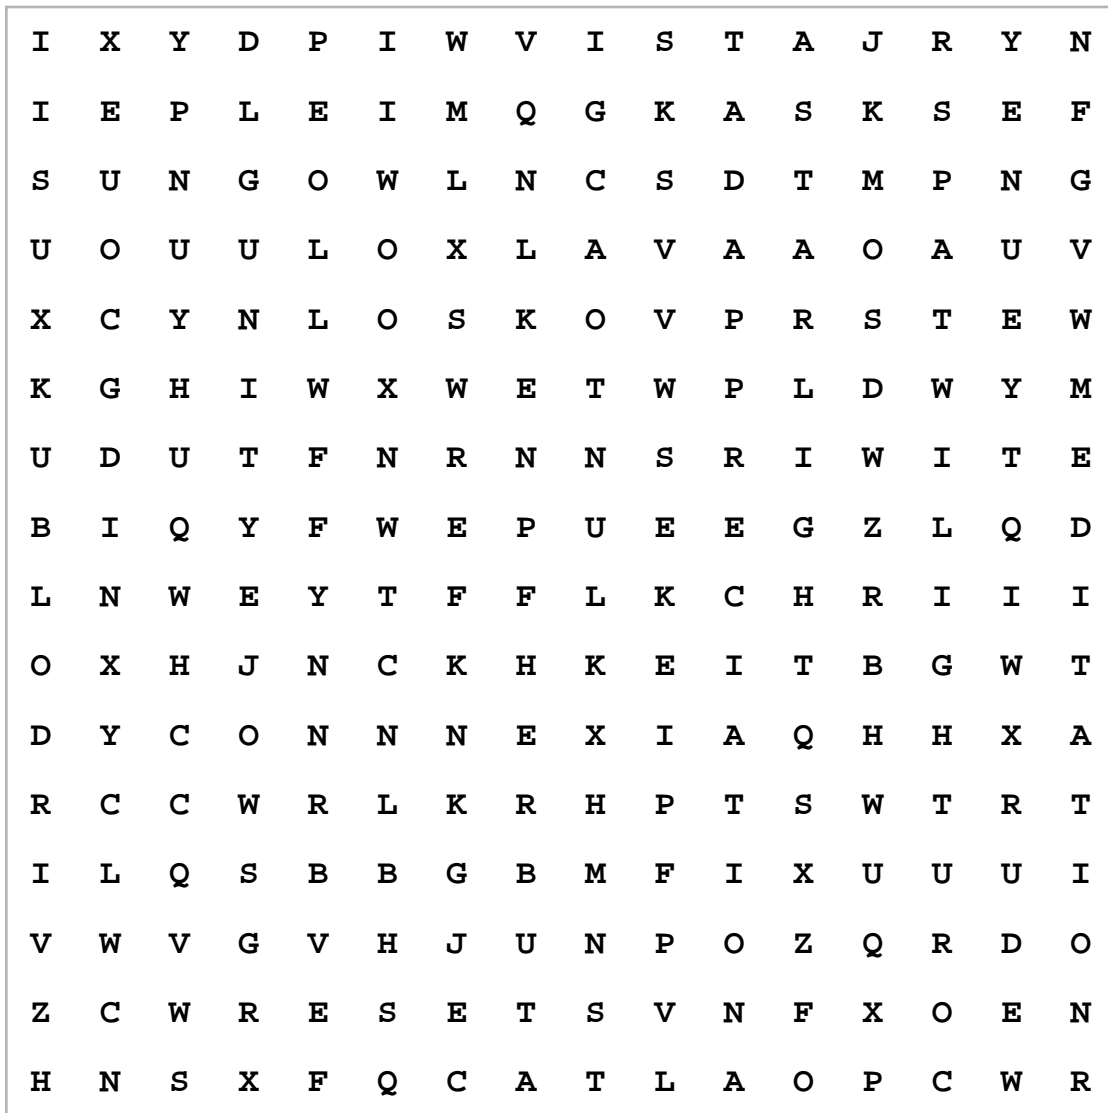 I X Y D P I W V I S T A J R Y N
I E P L E I M Q G K A S K S E F
S U N G O W L N C S D T M P N G
U O U U L O X L A V A A O A U V
X C Y N L O S K O V P R S T E W
K G H I W X W E T W P L D W Y M
U D U T F N R N N S R I W I T E
B I Q Y F W E P U E E G Z L Q D
L N W E Y T F F L K C H R I I I
O X H J N C K H K E I T B G W T
D Y C O N N N E X I A Q H H X A
R C C W R L K R H P T S W T R T
I L Q S B B G B M F I X U U U I
V W V G V H J U N P O Z Q R D O
Z C W R E S E T S V N F X O E N
H N S X F Q C A T L A O P C W R